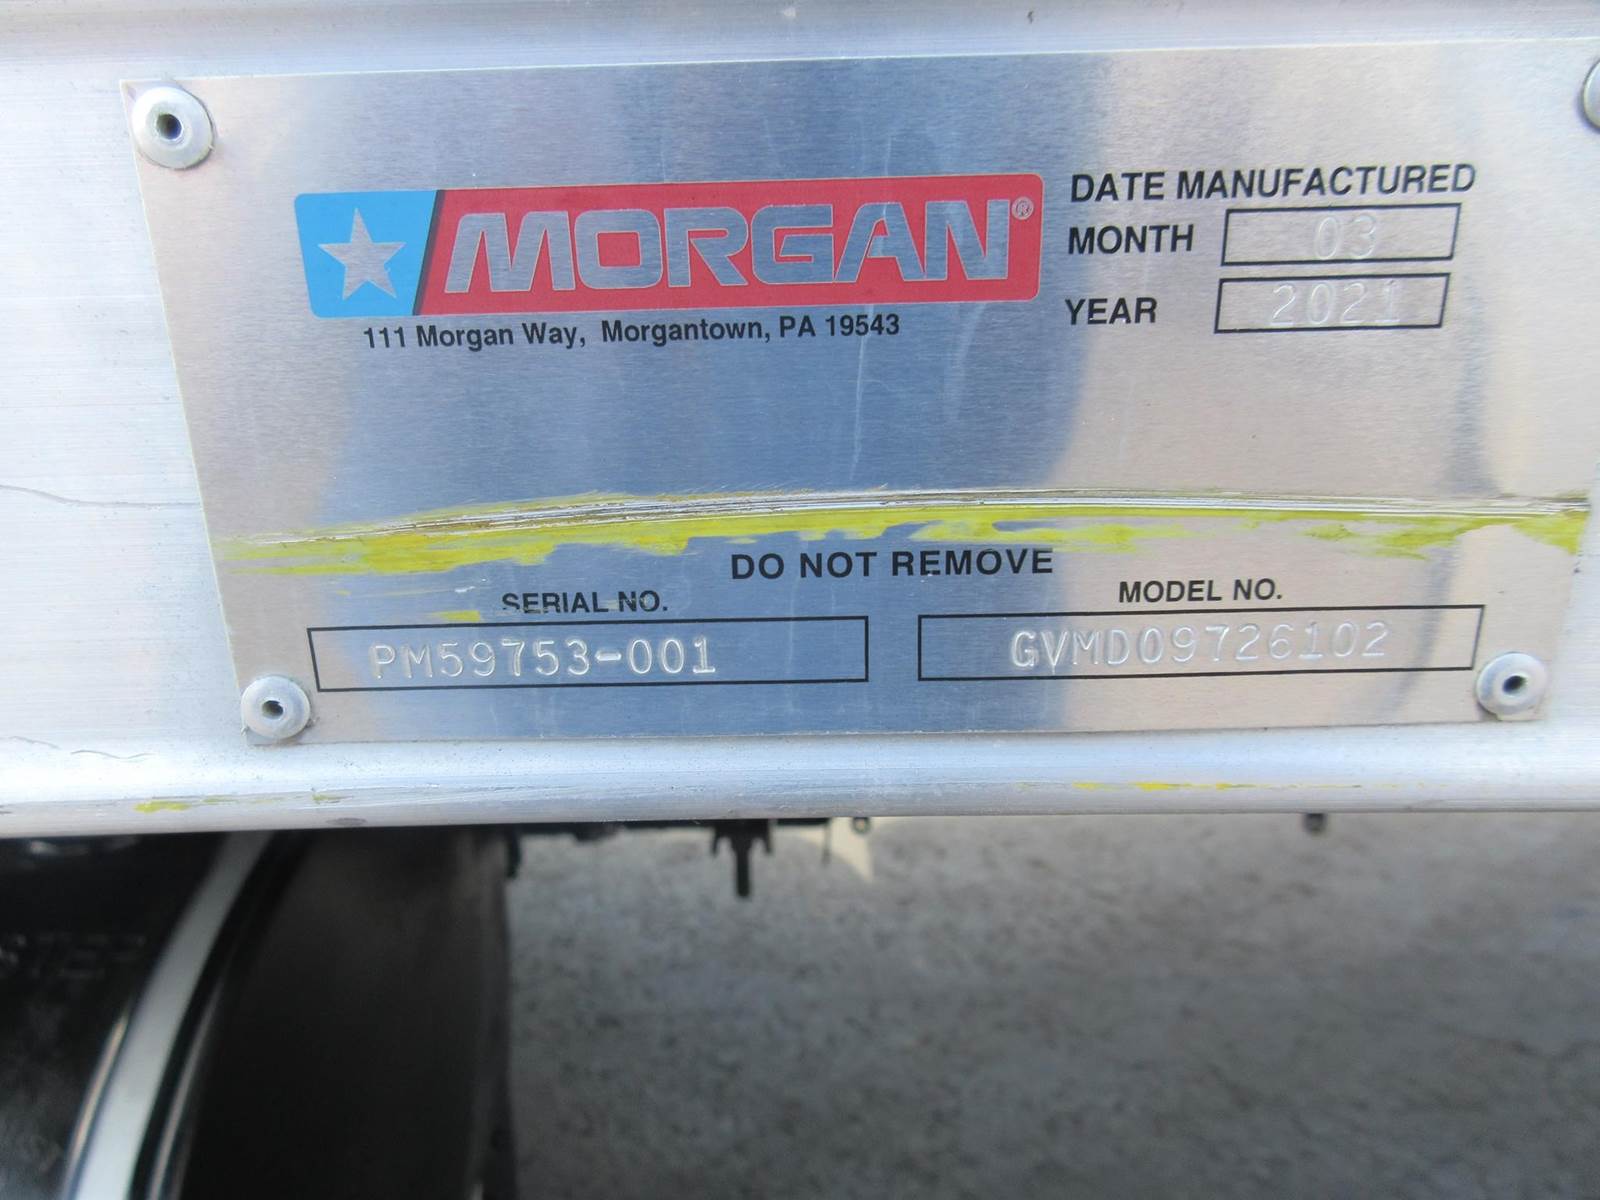 MORGAN®
111 Morgan Way, Morgantown, PA 19543
DATE MANUFACTURED
MONTH 03
YEAR 2021
DO NOT REMOVE
SERIAL NO.
PM59753-001
MODEL NO.
GVMD09726102